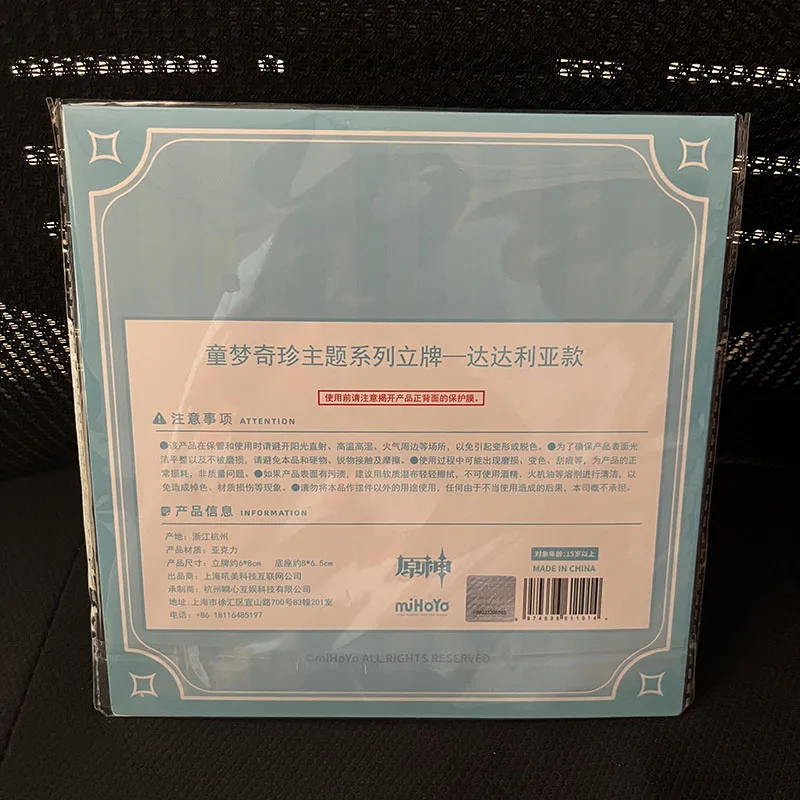 童梦奇珍主题系列立牌—达达利亚款
使用前请注意揭开产品正背面的保护膜。
注意事项 ATTENTION
●该产品在保管和使用时请避开阳光直射、高温高湿、火气周边等场所，以免引起变形或脱色。 ●为了确保产品表面光
法平整以及不被磨损，请避免本品和硬物、锐物接触及摩擦。 ●使用过程中可能出现磨损、变色、刮痕等，为产品的正
常损耗，非质量问题。 ●如果产品表面有污渍，建议用软质湿布轻轻擦拭，不可使用酒精、火机油等溶剂进行清洁，以
免造成掉色、材质损伤等现象。 ●请勿将本品作摆件以外的用途使用，任何由于不当使用造成的后果，本司概不承担。
产品信息 INFORMATION
产地：浙江杭州
产品材质：亚克力
产品尺寸：立牌约6*8cm 底座约8*6.5cm
出品商：上海吼美科技互联网公司
承制商：杭州瞬心互娱科技有限公司
地址：上海市徐汇区宜山路700号B3幢201室
电话：+86 18116485197
原神
miHoYo
对象年龄：15岁以上
MADE IN CHINA
©miHoYo ALL RIGHTS RESERVED